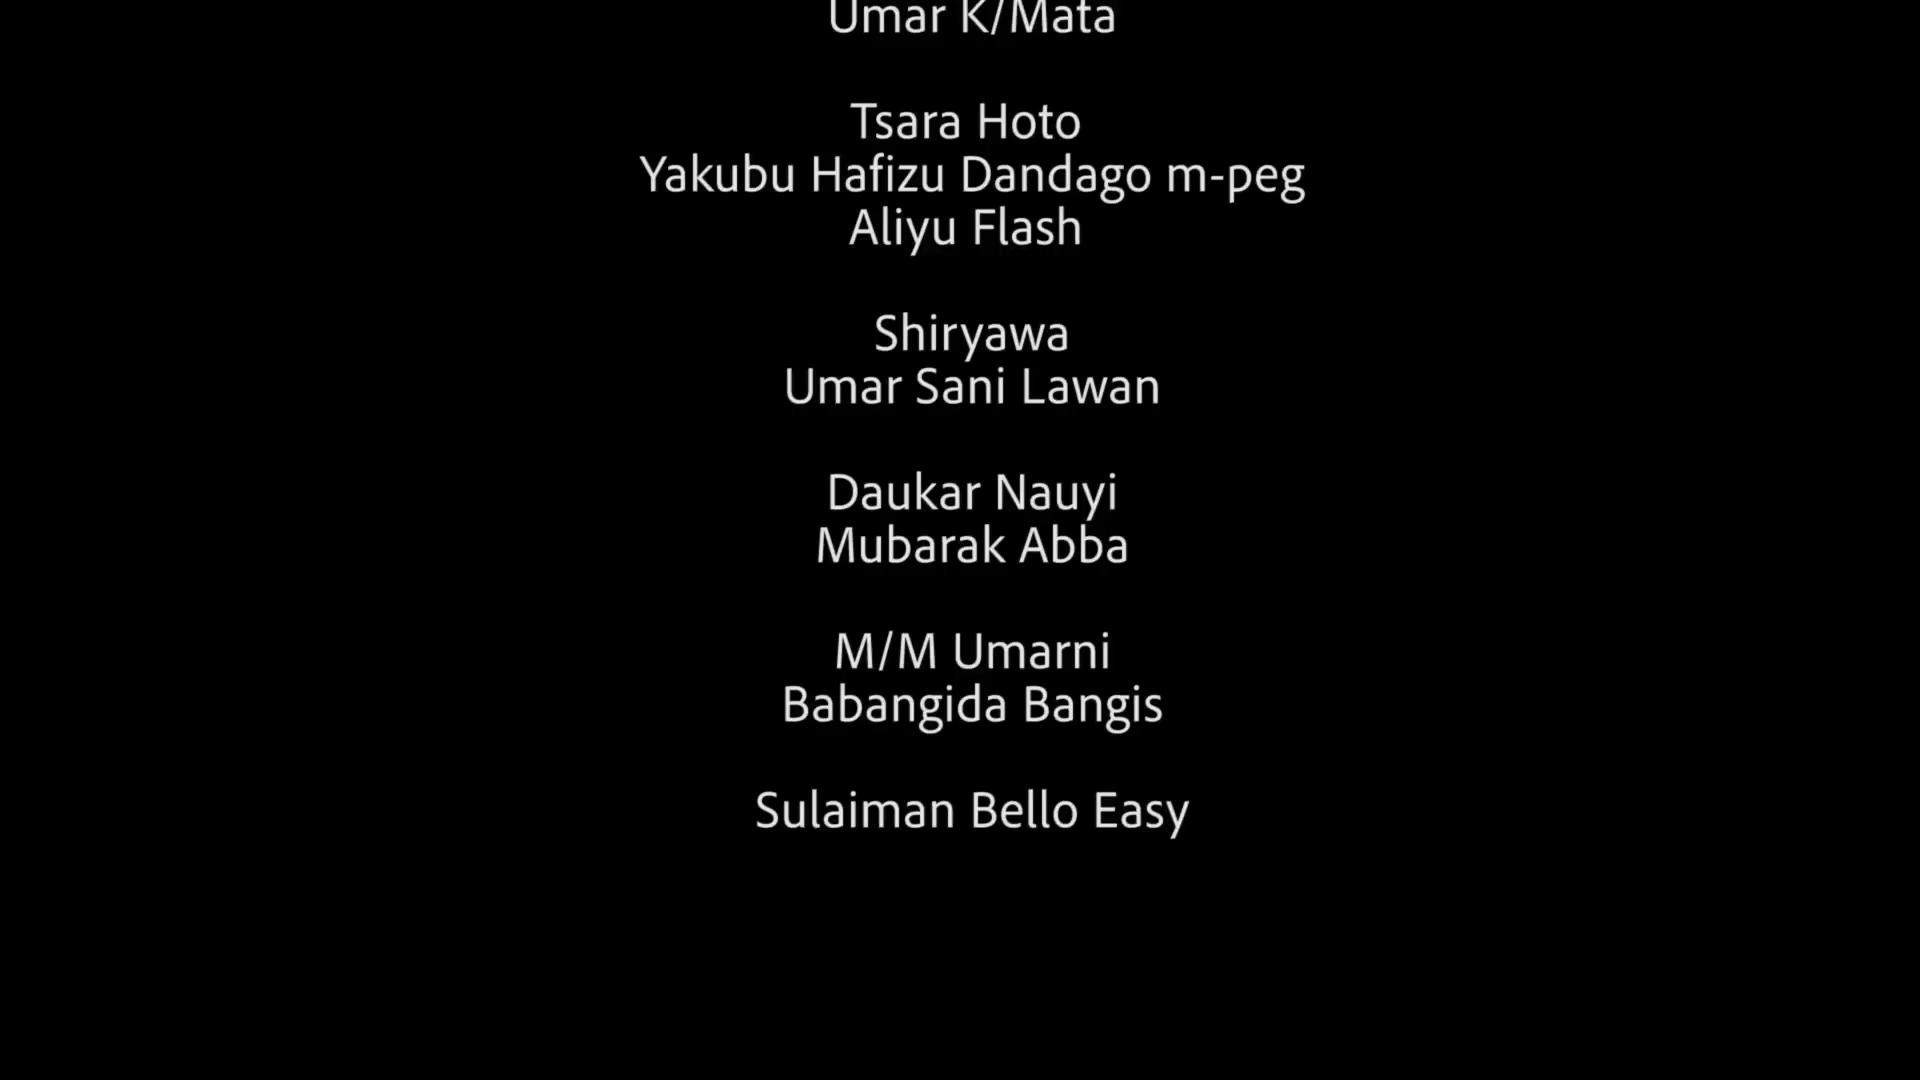 Umar K/Mata
Tsara Hoto
Yakubu Hafizu Dandago m-peg
Aliyu Flash
Shiryawa
Umar Sani Lawan
Daukar Nauyi
Mubarak Abba
M/M Umarni
Babangida Bangis
Sulaiman Bello Easy